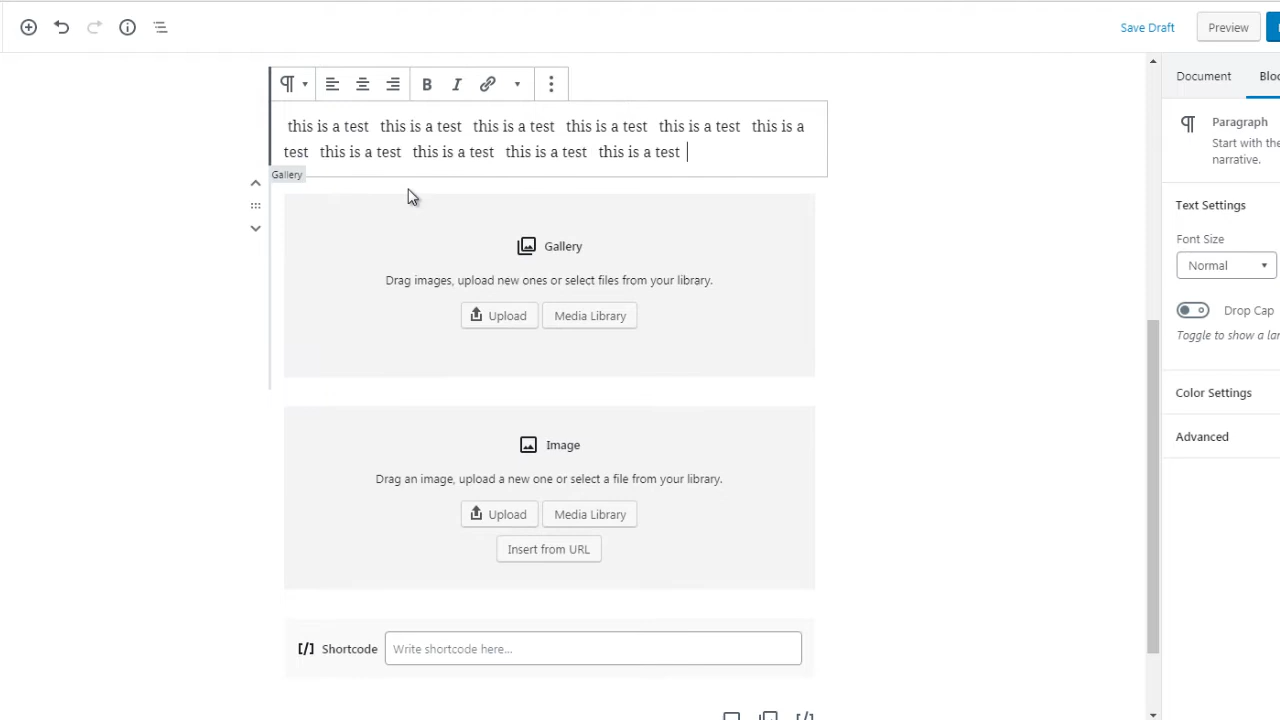 Save Draft
Preview
Document
this is a test this is a test this is a test this is a test this is a test this is a
test this is a test this is a test this is a test this is a test
Gallery
Paragraph
Start with the
narrative.
Text Settings
Font Size
Normal
Drop Cap
Color Settings
Advanced
Gallery
Drag images, upload new ones or select files from your library.
Upload
Media Library
Image
Drag an image, upload a new one or select a file from your library.
Upload
Media Library
Insert from URL
[/] Shortcode
Write shortcode here...
Toggle to show a